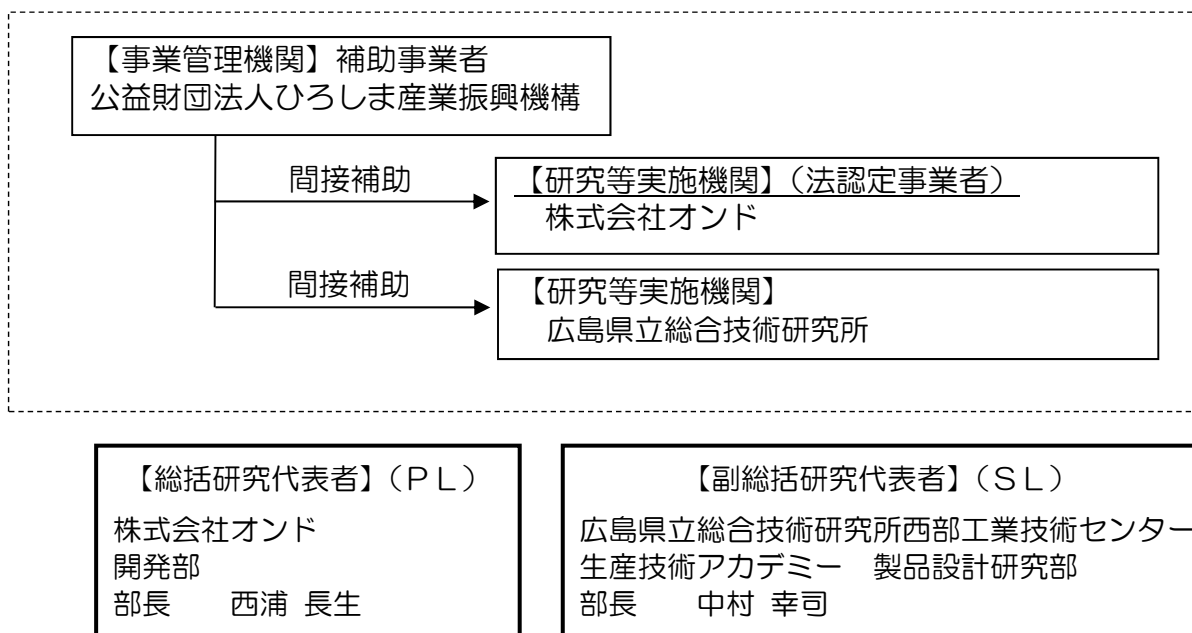 【事業管理機関】補助事業者
公益財団法人ひろしま産業振興機構
間接補助
【研究等実施機関】（法認定事業者）
株式会社オンド
間接補助
【研究等実施機関】
広島県立総合技術研究所
【総括研究代表者】（ＰＬ）
株式会社オンド
開発部
部長　　西浦 長生
【副総括研究代表者】（ＳＬ）
広島県立総合技術研究所西部工業技術センター
生産技術アカデミー　製品設計研究部
部長　　中村 幸司